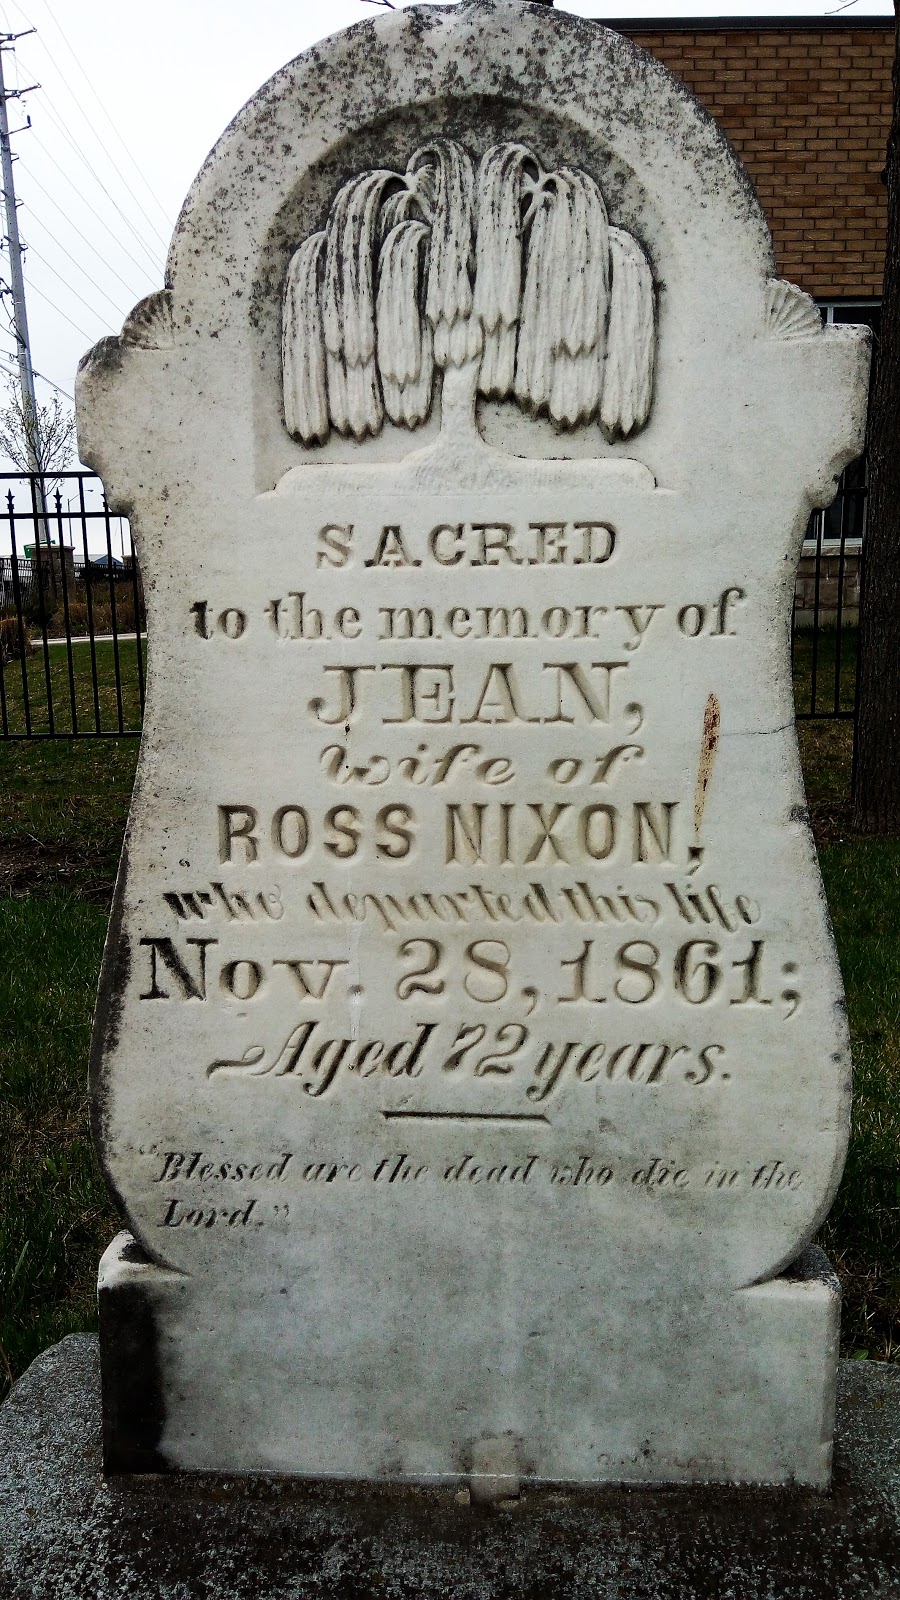 SACRED
to the memory of
JEAN,
wife of
ROSS NIXON,
who departed this life
Nov. 28, 1861;
Aged 72 years.
"Blessed are the dead who die in the
Lord."